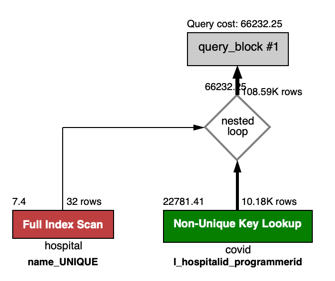 Query cost: 66232.25
query_block #1
66232.25
108.59K rows
nested
loop
7.4
32 rows
22781.41
10.18K rows
Full Index Scan
Non-Unique Key Lookup
hospital
covid
name_UNIQUE
I_hospitalid_programmerid